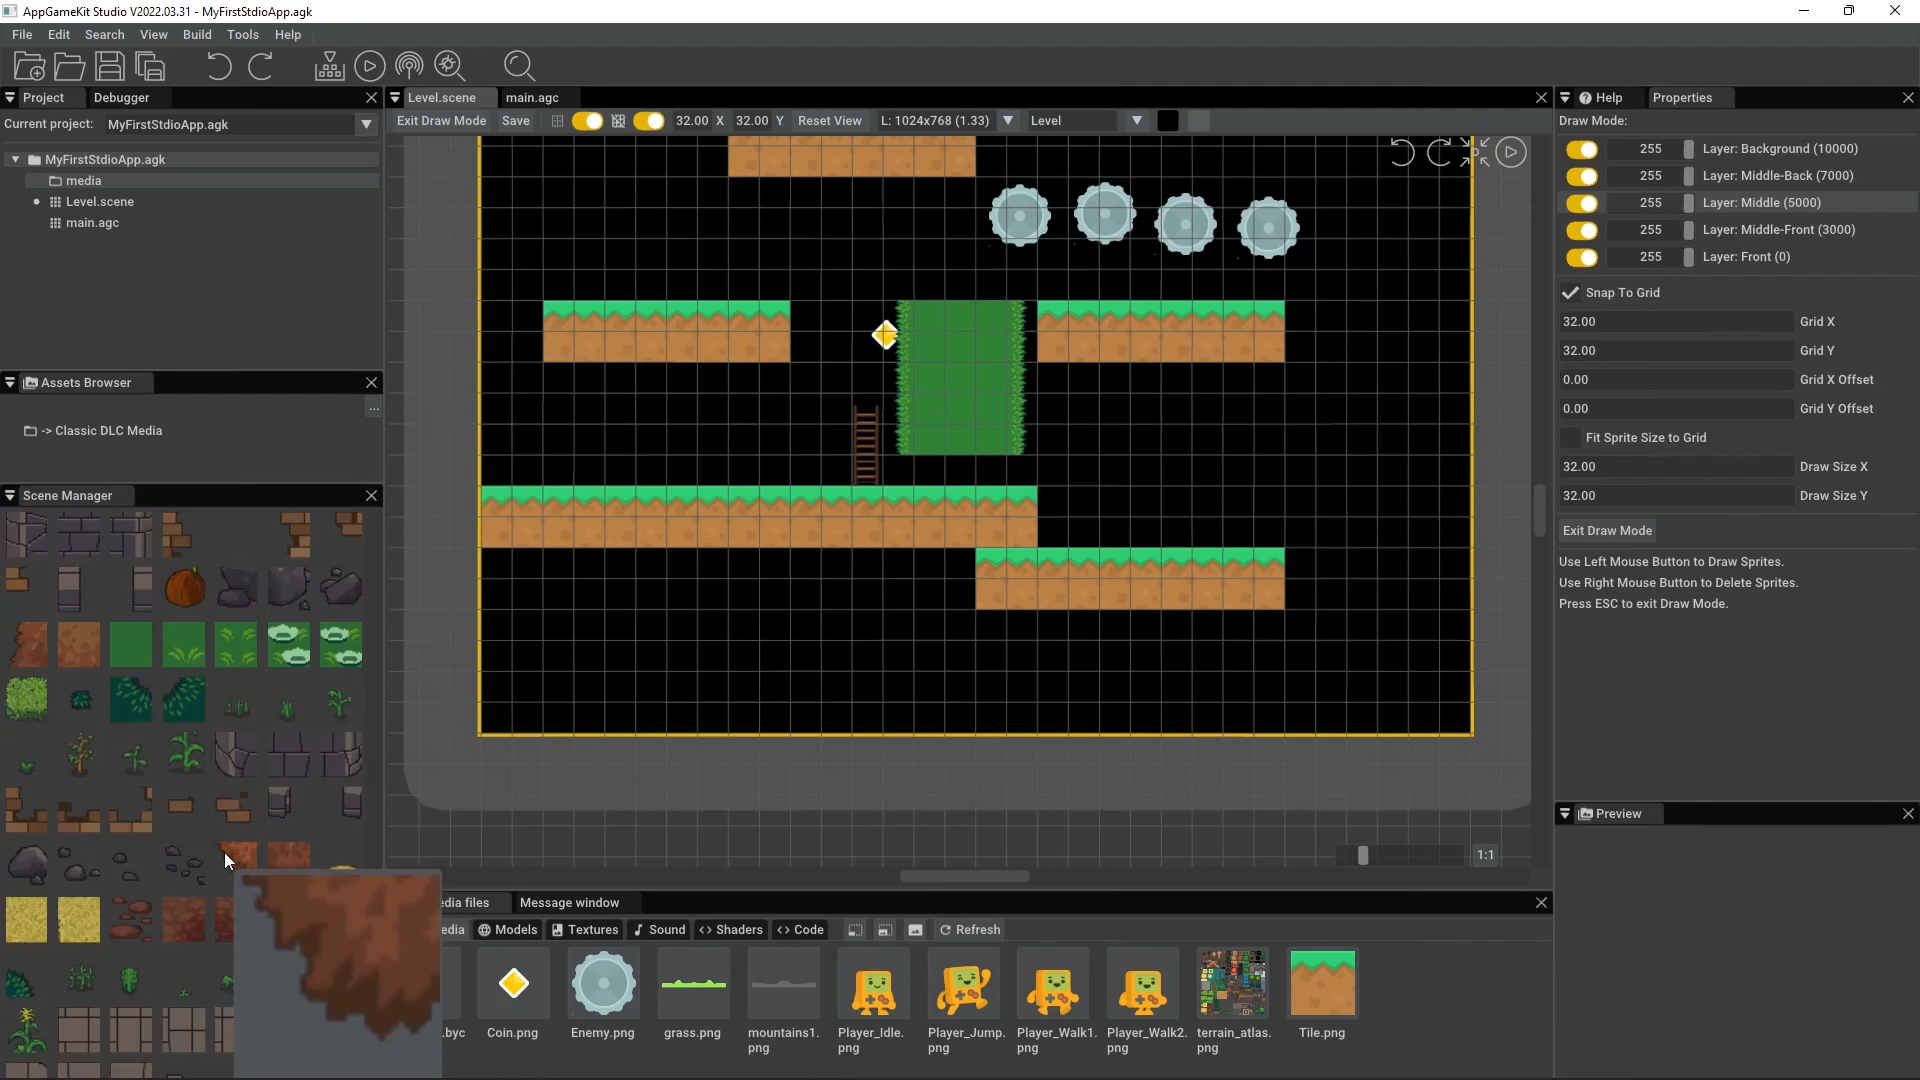 AppGameKit Studio V2022.03.31 - MyFirstStdioApp.agk
File Edit Search View Build Tools Help
Project Debugger
Current project: MyFirstStdioApp.agk
MyFirstStdioApp.agk
media
Level.scene
main.agc
Assets Browser
...
-> Classic DLC Media
Scene Manager
Level.scene main.agc
Exit Draw Mode Save 32.00 X 32.00 Y Reset View L: 1024x768 (1.33) Level
1:1
edia files Message window
edia Models Textures Sound <> Shaders <> Code Refresh
.byc
Coin.png
Enemy.png
grass.png
mountains1.
png
Player_Idle.
png
Player_Jump.
png
Player_Walk1.
png
Player_Walk2.
png
terrain_atlas.
png
Tile.png
Help Properties
Draw Mode:
255 Layer: Background (10000)
255 Layer: Middle-Back (7000)
255 Layer: Middle (5000)
255 Layer: Middle-Front (3000)
255 Layer: Front (0)
Snap To Grid
32.00 Grid X
32.00 Grid Y
0.00 Grid X Offset
0.00 Grid Y Offset
Fit Sprite Size to Grid
32.00 Draw Size X
32.00 Draw Size Y
Exit Draw Mode
Use Left Mouse Button to Draw Sprites.
Use Right Mouse Button to Delete Sprites.
Press ESC to exit Draw Mode.
Preview